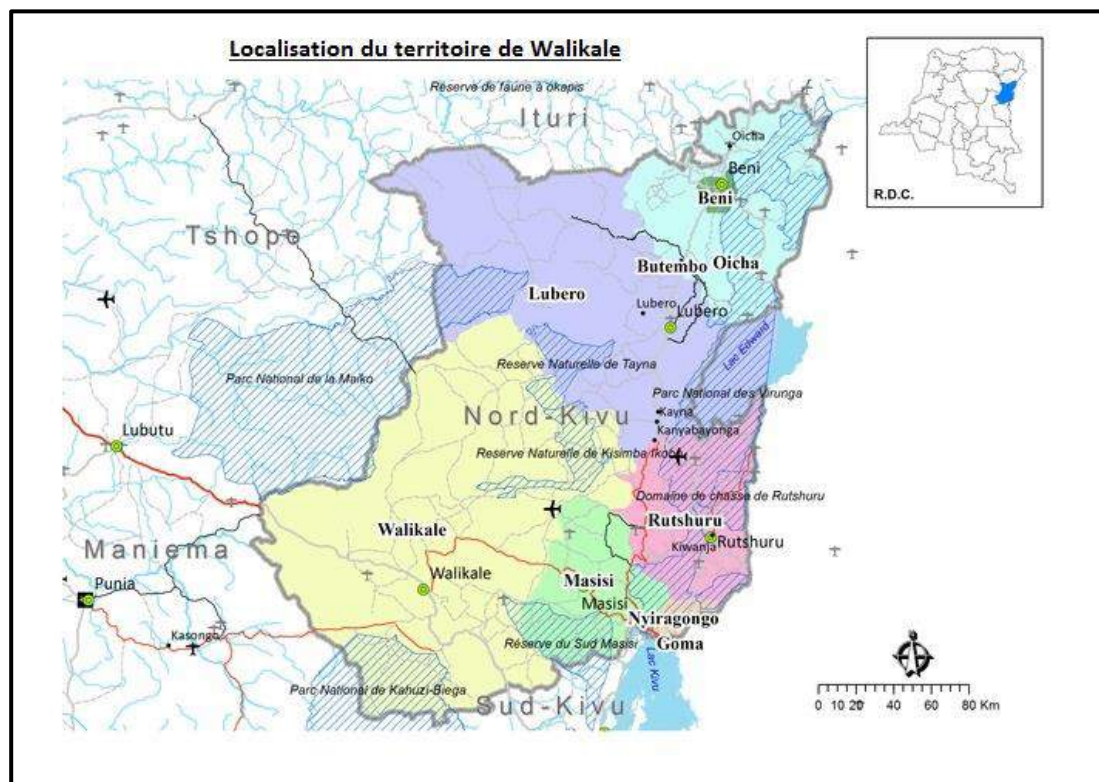 Localisation du territoire de Walikale
Reserve de faune à okapis
Ituri
Oicha
Beni
Beni
R.D.C.
Tshopo
Butembo
Oicha
Lubero
Lubero
Lubero
Lac Edward
Reserve Naturelle de Tayna
Parc National de la Maiko
Parc National des Virunga
Nord-Kivu
Kayna
Kanyabayonga
Lubutu
Reserve Naturelle de Kisimba Ikoba
Domaine de chasse de Rutshuru
Walikale
Rutshuru
Kiwanja
Rutshuru
Maniema
Walikale
Masisi
Punia
Masisi
Nyiragongo
Kasongo
Réserve du Sud Masisi
Goma
Lac Kivu
Parc National de Kahuzi-Biega
Sud-Kivu
0 10 20 40 60 80 Km